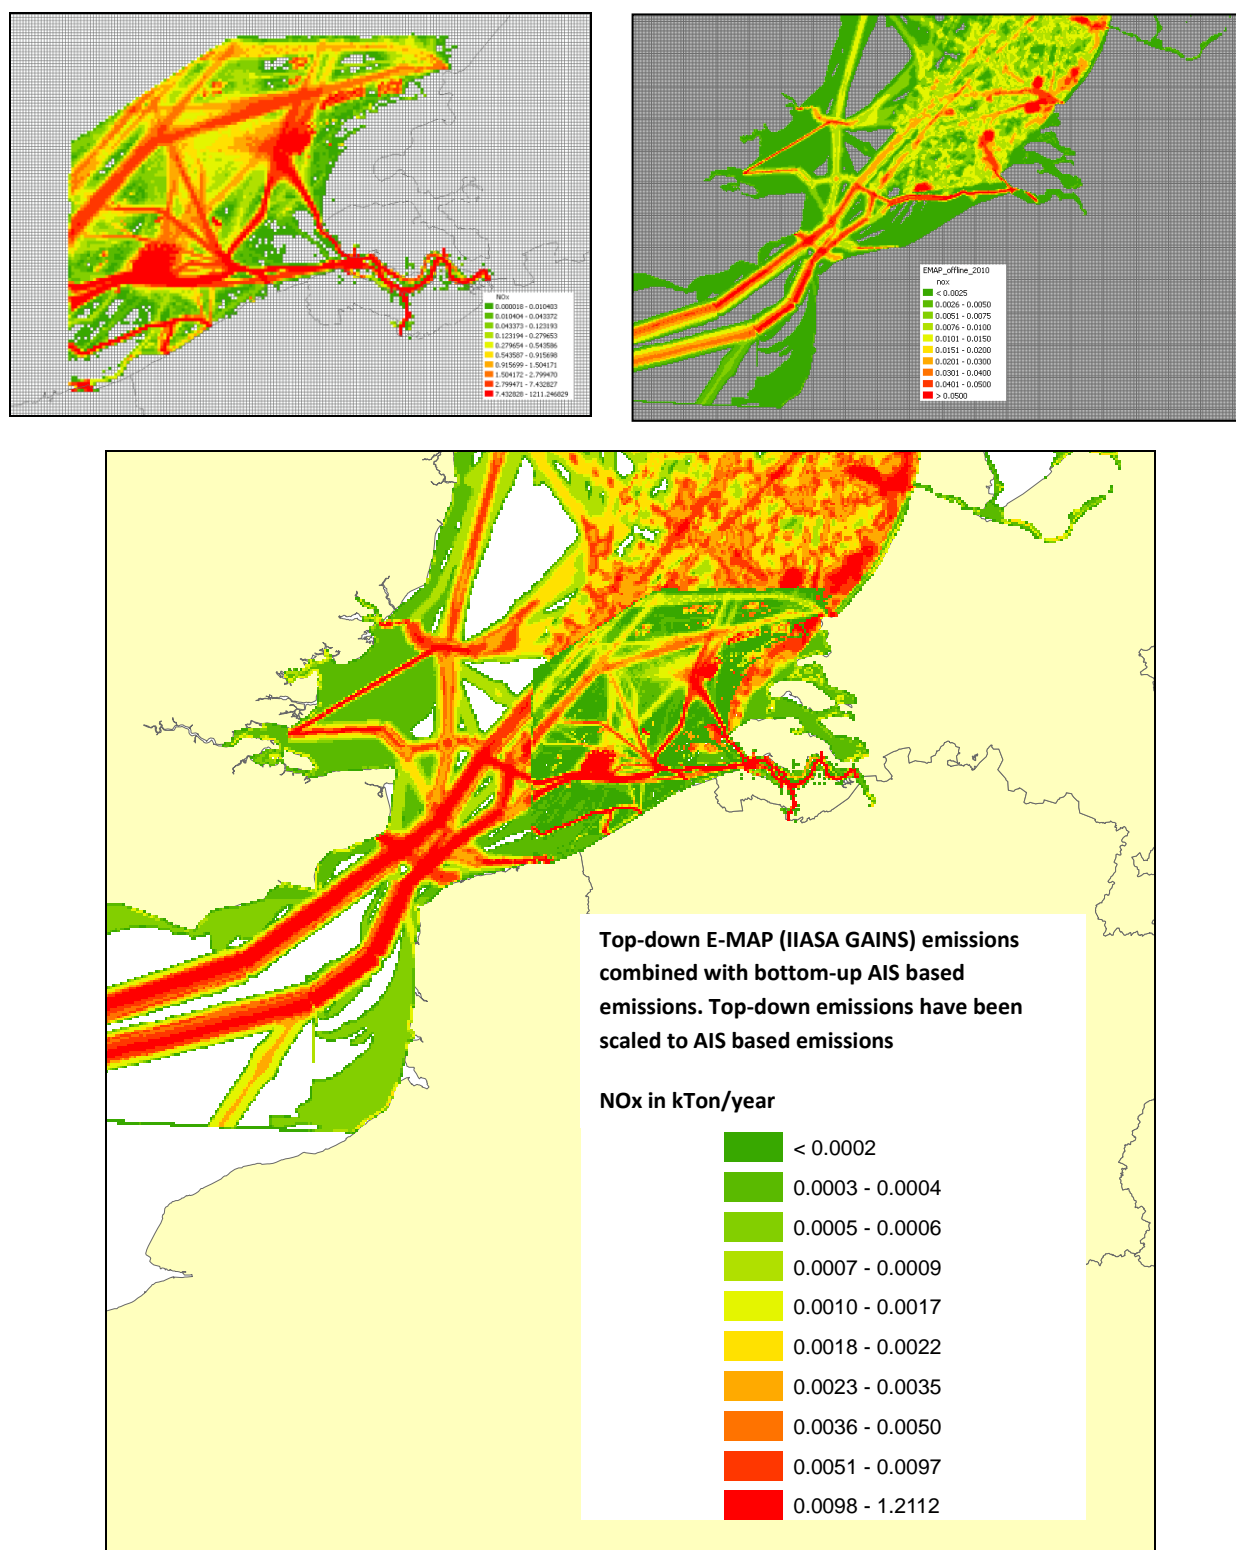 NOx
0.000018 - 0.010403
0.010404 - 0.043372
0.043373 - 0.123193
0.123194 - 0.279653
0.279654 - 0.543586
0.543587 - 0.915698
0.915699 - 1.504171
1.504172 - 2.799470
2.799471 - 7.432827
7.432828 - 1211.246829
EMAP_offline_2010
nox
< 0.0025
0.0026 - 0.0050
0.0051 - 0.0075
0.0076 - 0.0100
0.0101 - 0.0150
0.0151 - 0.0200
0.0201 - 0.0300
0.0301 - 0.0400
0.0401 - 0.0500
> 0.0500
Top-down E-MAP (IIASA GAINS) emissions
combined with bottom-up AIS based
emissions. Top-down emissions have been
scaled to AIS based emissions
NOx in kTon/year
< 0.0002
0.0003 - 0.0004
0.0005 - 0.0006
0.0007 - 0.0009
0.0010 - 0.0017
0.0018 - 0.0022
0.0023 - 0.0035
0.0036 - 0.0050
0.0051 - 0.0097
0.0098 - 1.2112